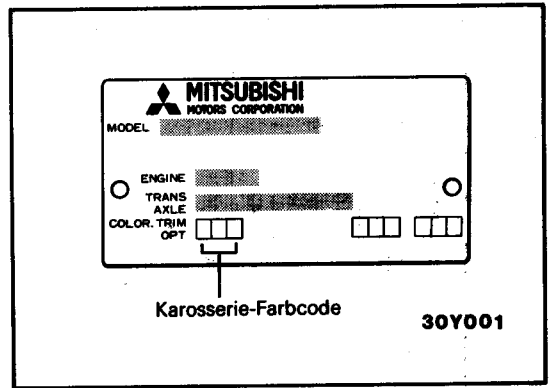 MITSUBISHI
MOTORS CORPORATION
MODEL
ENGINE
TRANS
AXLE
COLOR. TRIM
OPT
Karosserie-Farbcode
30Y001